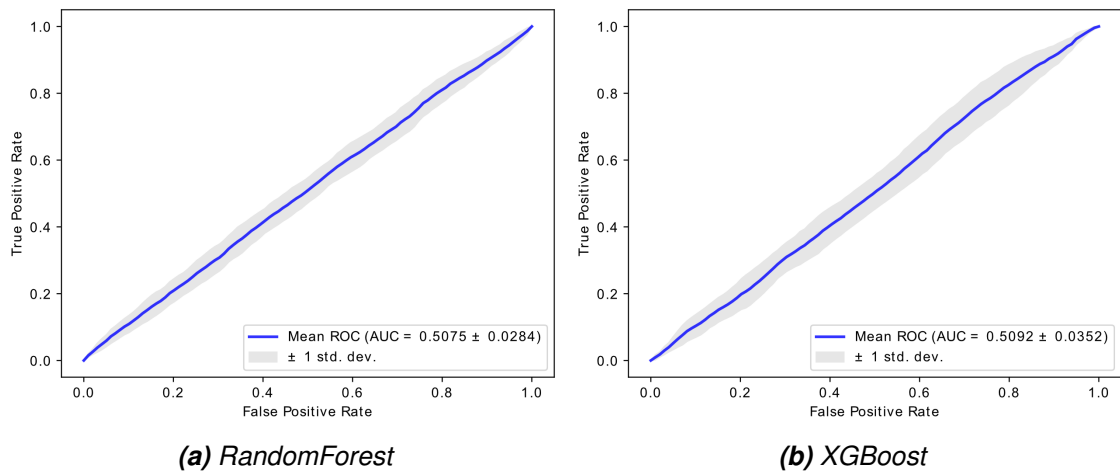 1.0
0.8
0.6
0.4
0.2
0.0
True Positive Rate
0.0 0.2 0.4 0.6 0.8 1.0
False Positive Rate
Mean ROC (AUC = 0.5075 ± 0.0284)
± 1 std. dev.
(a) RandomForest
1.0
0.8
0.6
0.4
0.2
0.0
True Positive Rate
0.0 0.2 0.4 0.6 0.8 1.0
False Positive Rate
Mean ROC (AUC = 0.5092 ± 0.0352)
± 1 std. dev.
(b) XGBoost